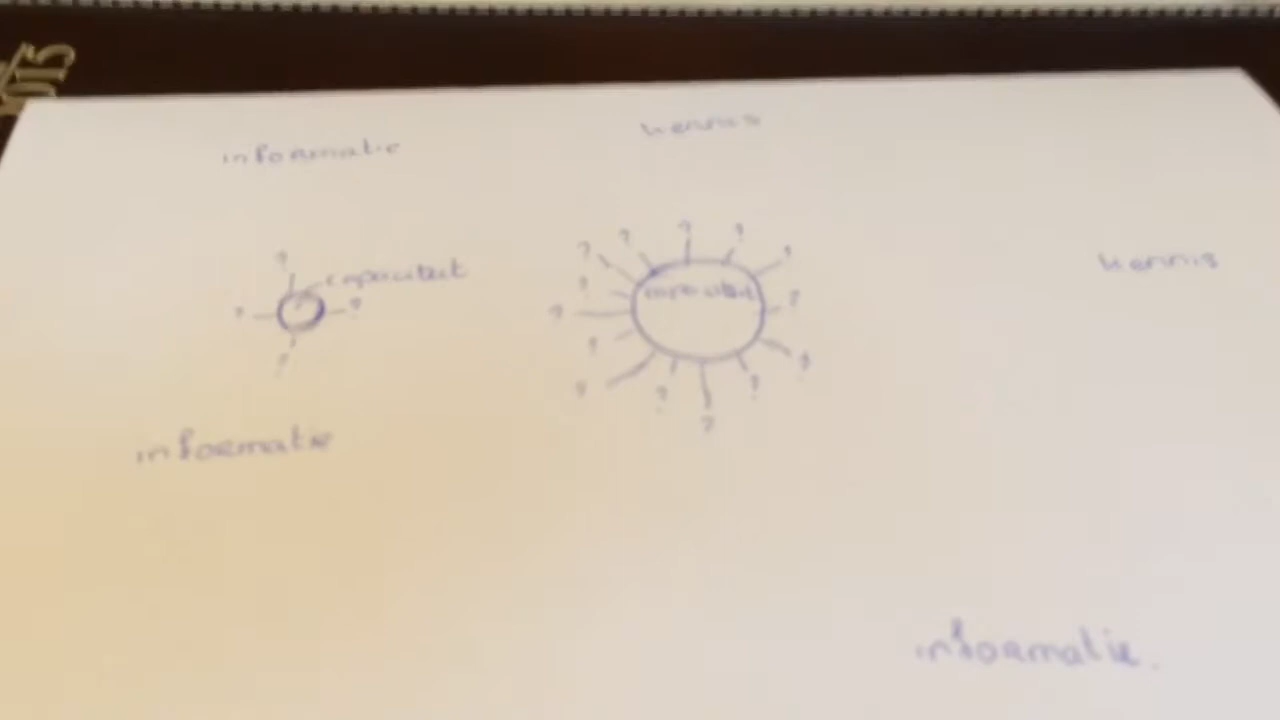 informatie
kennis
?
? ? ? ? ?
kennis
capaciteit
?
? ?
capaciteit
? ?
?
?
? ?
? ?
?
?
informatie
informatie.